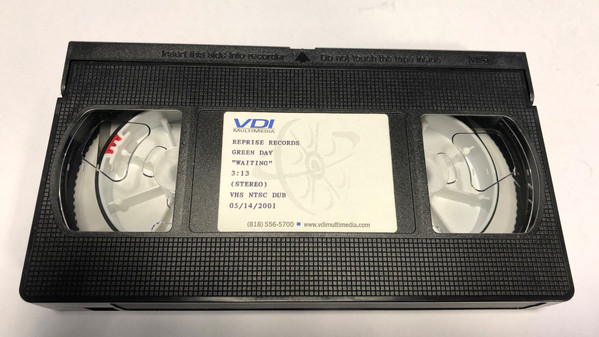 Insert this side into recorder ▲ Do not touch the tape inside VHS
VDI
MULTIMEDIA
REPRISE RECORDS
GREEN DAY
"WAITING"
3:13
(STEREO)
VHS NTSC DUB
05/14/2001
(818) 556-5700 ■ www.vdimultimedia.com